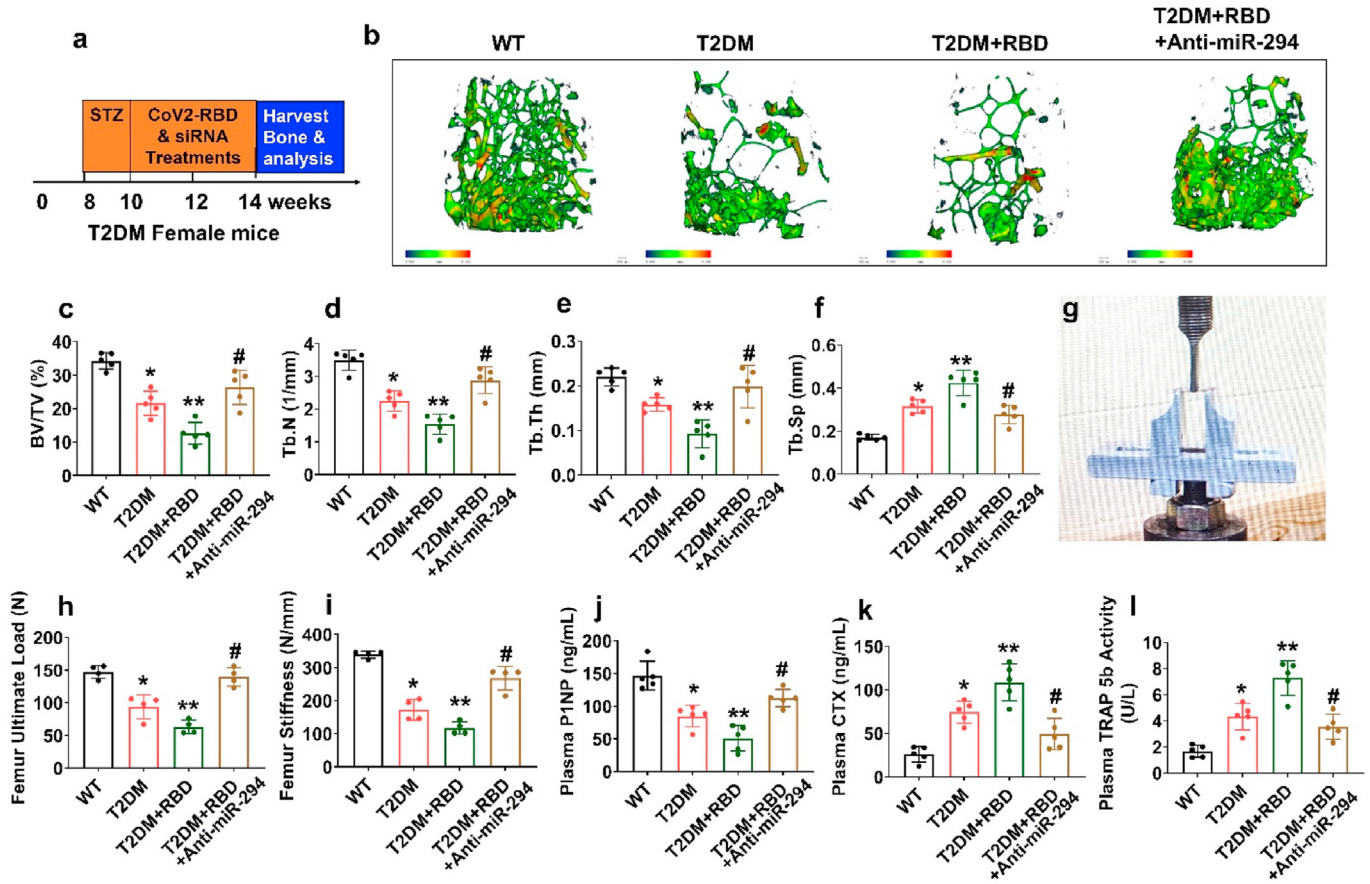 a
STZ
CoV2-RBD
& siRNA
Treatments
Harvest
Bone &
analysis
0 8 10 12 14 weeks
T2DM Female mice
b
WT
T2DM
T2DM+RBD
T2DM+RBD
+Anti-miR-294
c
BV/TV (%)
40
30
20
10
0
*
**
#
WT
T2DM
T2DM+RBD
T2DM+RBD
+Anti-miR-294
d
Tb.N (1/mm)
4
3
2
1
0
*
**
#
WT
T2DM
T2DM+RBD
T2DM+RBD
+Anti-miR-294
e
Tb.Th (mm)
0.3
0.2
0.1
0.0
*
**
#
WT
T2DM
T2DM+RBD
T2DM+RBD
+Anti-miR-294
f
Tb.Sp (mm)
0.6
0.4
0.2
0.0
*
**
#
WT
T2DM
T2DM+RBD
T2DM+RBD
+Anti-miR-294
g
h
Femur Ultimate Load (N)
200
150
100
50
0
*
**
#
WT
T2DM
T2DM+RBD
T2DM+RBD
+Anti-miR-294
i
Femur Stiffness (N/mm)
400
300
200
100
0
*
**
#
WT
T2DM
T2DM+RBD
T2DM+RBD
+Anti-miR-294
j
Plasma P1NP (ng/mL)
200
150
100
50
0
*
**
#
WT
T2DM
T2DM+RBD
T2DM+RBD
+Anti-miR-294
k
Plasma CTX (ng/mL)
150
100
50
0
*
**
#
WT
T2DM
T2DM+RBD
T2DM+RBD
+Anti-miR-294
l
Plasma TRAP 5b Activity
(U/L)
10
8
6
4
2
0
*
**
#
WT
T2DM
T2DM+RBD
T2DM+RBD
+Anti-miR-294